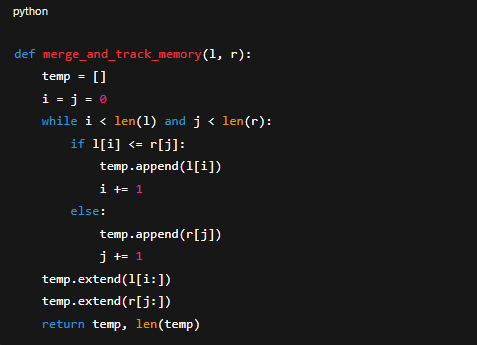 python
def merge_and_track_memory(l, r):
    temp = []
    i = j = 0
    while i < len(l) and j < len(r):
        if l[i] <= r[j]:
            temp.append(l[i])
            i += 1
        else:
            temp.append(r[j])
            j += 1
    temp.extend(l[i:])
    temp.extend(r[j:])
    return temp, len(temp)